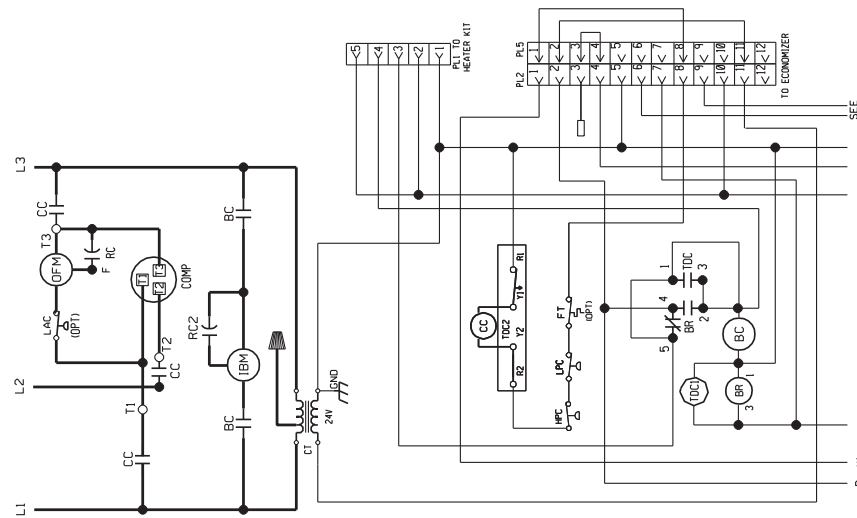 L3
L2
L1
CC
T3
OFM
RC
F
LAC
(OPT)
T1
T3
T2
COMP
T2
CC
T1
CC
BC
RC2
IBM
BC
CT
24V
GND
5
4
3
2
1
PL1 TO
HEATER KIT
PL5
1
2
3
4
5
6
7
8
9
10
11
12
PL2
1
2
3
4
5
6
7
8
9
10
11
12
TO ECONOMIZER
SEE
R1
Y1
CC
TDC2
Y2
R2
FT
(OPT)
LPC
HPC
1
TDC
3
4
BR
2
5
BC
TDC1
BR
1
3